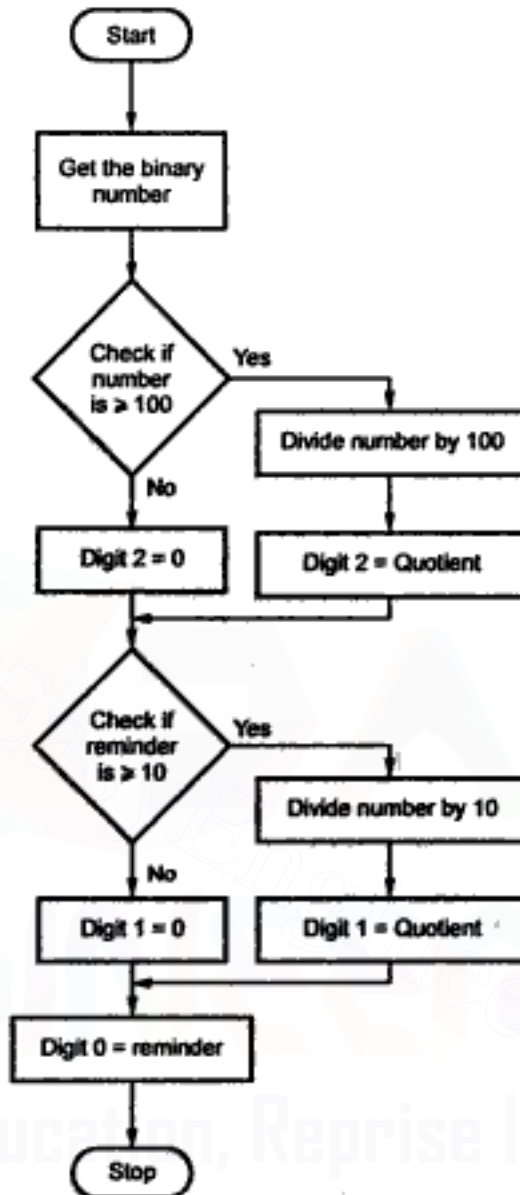 Start
Get the binary
number
Check if
number
is ⩾ 100
Yes
Divide number by 100
No
Digit 2 = 0
Digit 2 = Quotient
Check if
reminder
is ⩾ 10
Yes
Divide number by 10
No
Digit 1 = 0
Digit 1 = Quotient
Digit 0 = reminder
Stop